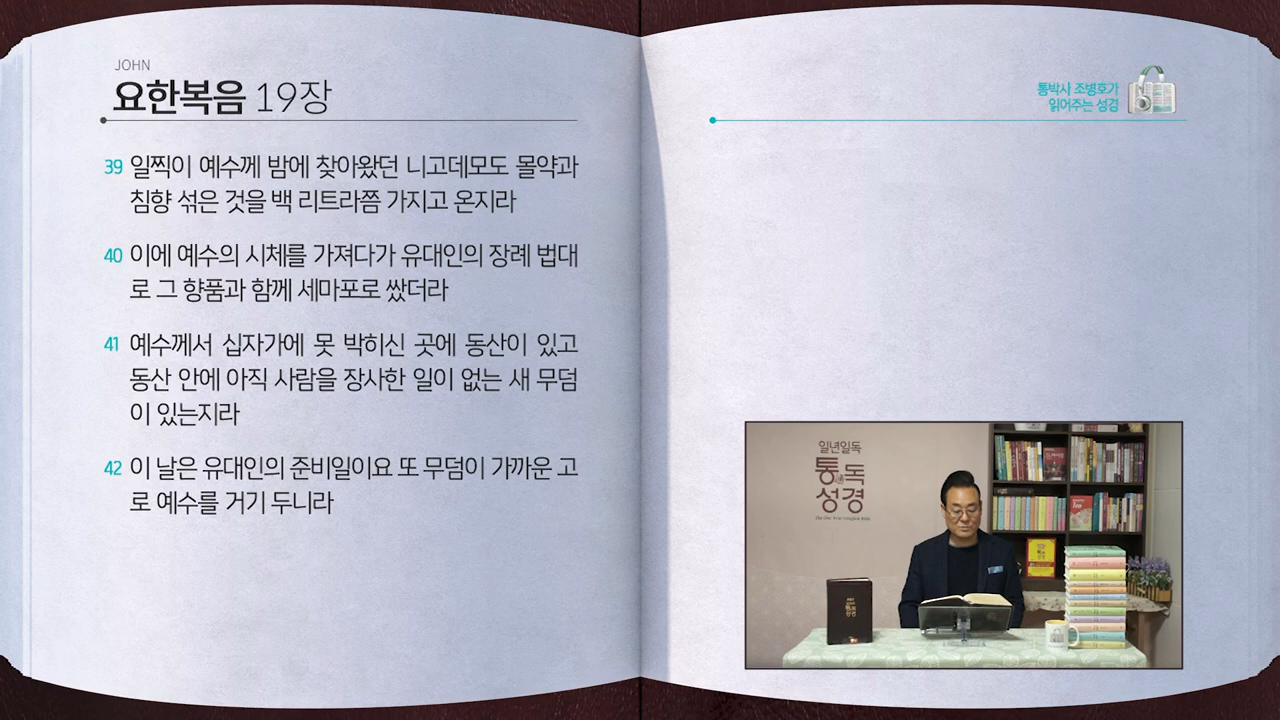 JOHN
요한복음 19장
39 일찍이 예수께 밤에 찾아왔던 니고데모도 몰약과
침향 섞은 것을 백 리트라쯤 가지고 온지라
40 이에 예수의 시체를 가져다가 유대인의 장례 법대
로 그 향품과 함께 세마포로 쌌더라
41 예수께서 십자가에 못 박히신 곳에 동산이 있고
동산 안에 아직 사람을 장사한 일이 없는 새 무덤
이 있는지라
42 이 날은 유대인의 준비일이요 또 무덤이 가까운 고
로 예수를 거기 두니라
통박사 조병호가
읽어주는 성경
일년일독
통독
성경